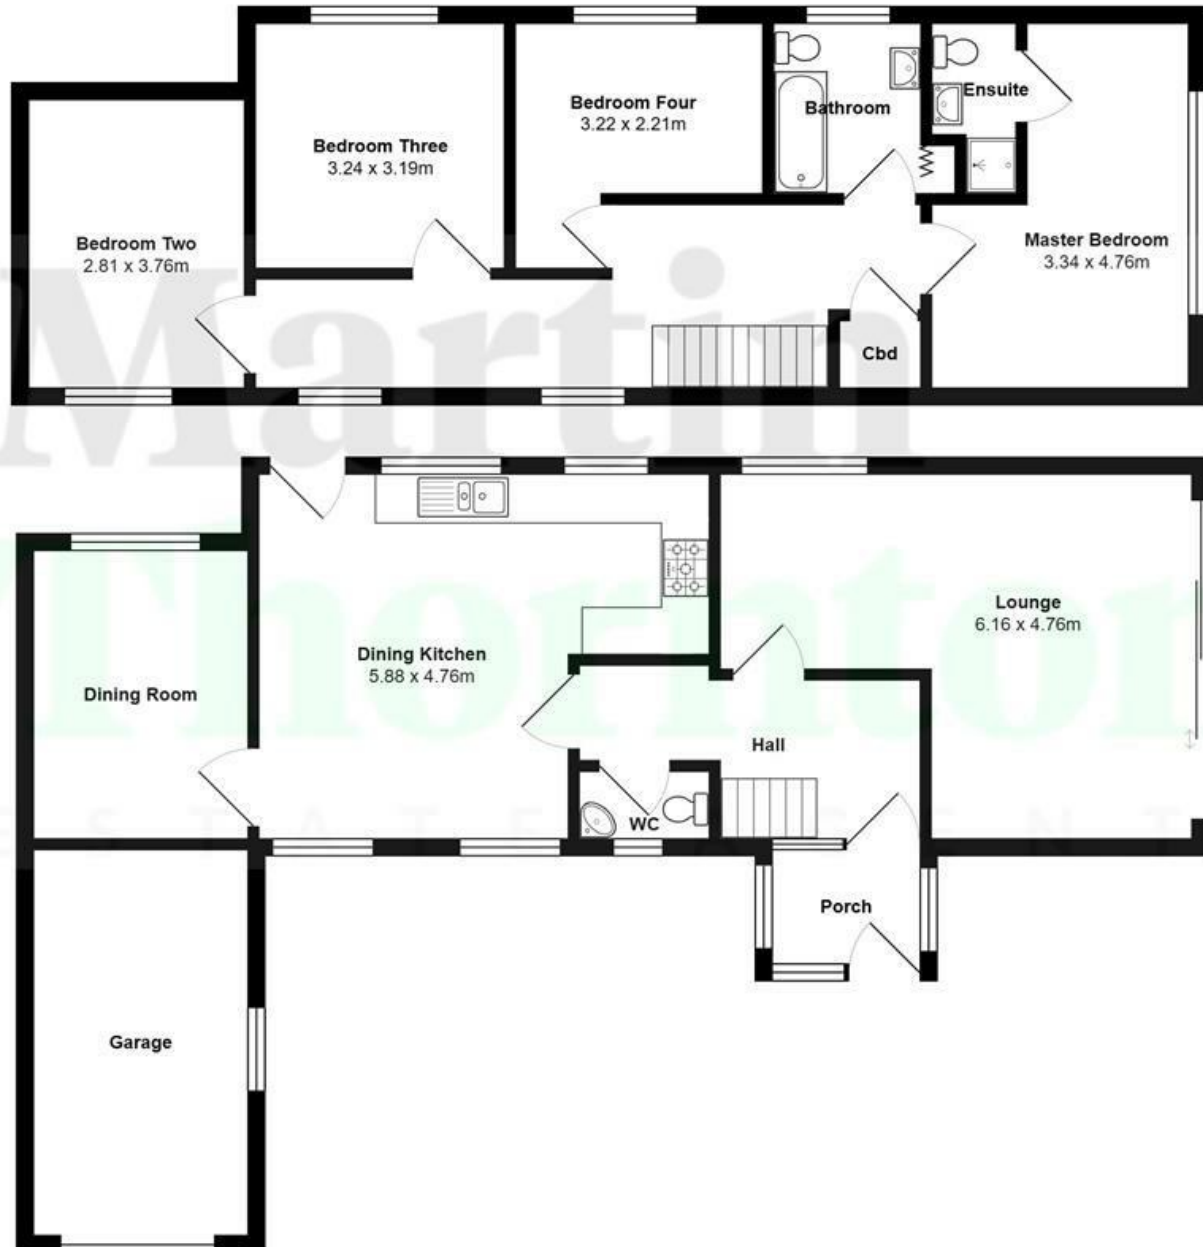 Bedroom Two
2.81 x 3.76m
Bedroom Three
3.24 x 3.19m
Bedroom Four
3.22 x 2.21m
Bathroom
Ensuite
Master Bedroom
3.34 x 4.76m
Cbd
Martin
Dining Room
Dining Kitchen
5.88 x 4.76m
Lounge
6.16 x 4.76m
Hall
WC
Thornton
Porch
Garage